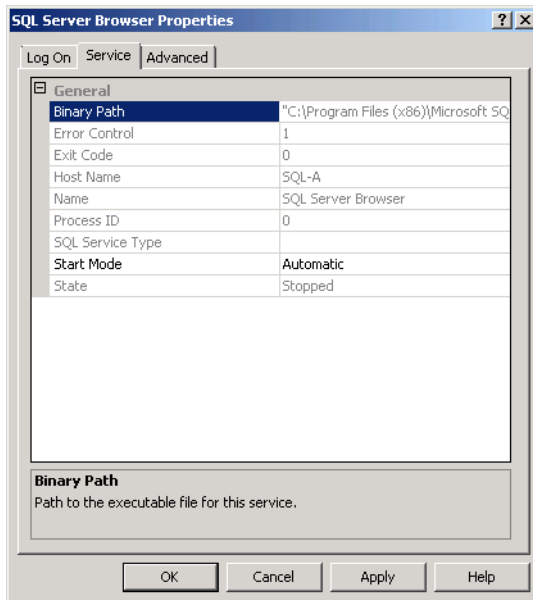 SQL Server Browser Properties
Log On Service Advanced
General
Binary Path "C:\Program Files (x86)\Microsoft SQ
Error Control 1
Exit Code 0
Host Name SQL-A
Name SQL Server Browser
Process ID 0
SQL Service Type
Start Mode Automatic
State Stopped
Binary Path
Path to the executable file for this service.
OK Cancel Apply Help